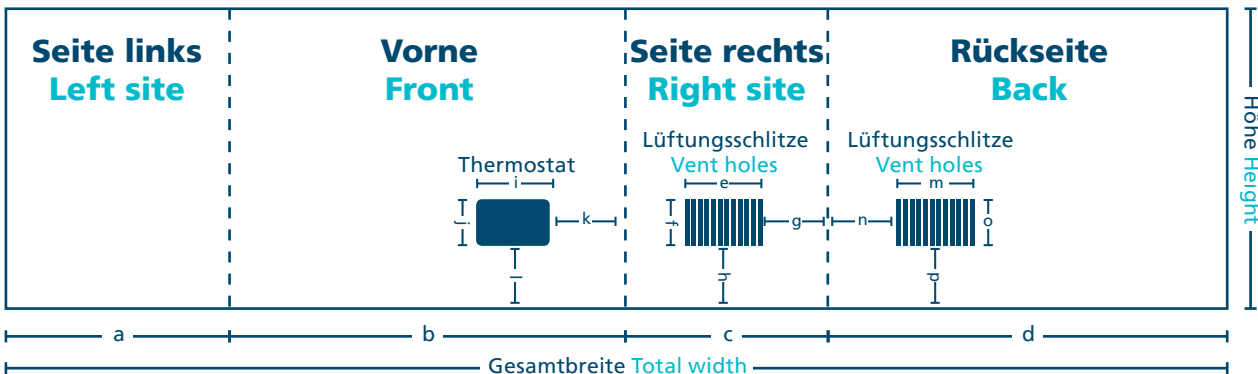 Seite links
Left site
Vorne
Front
Seite rechts
Right site
Rückseite
Back
Thermostat
i
j
k
l
Lüftungsschlitze
Vent holes
e
f
g
h
Lüftungsschlitze
Vent holes
m
n
o
p
Höhe Height
a
b
c
d
Gesamtbreite Total width